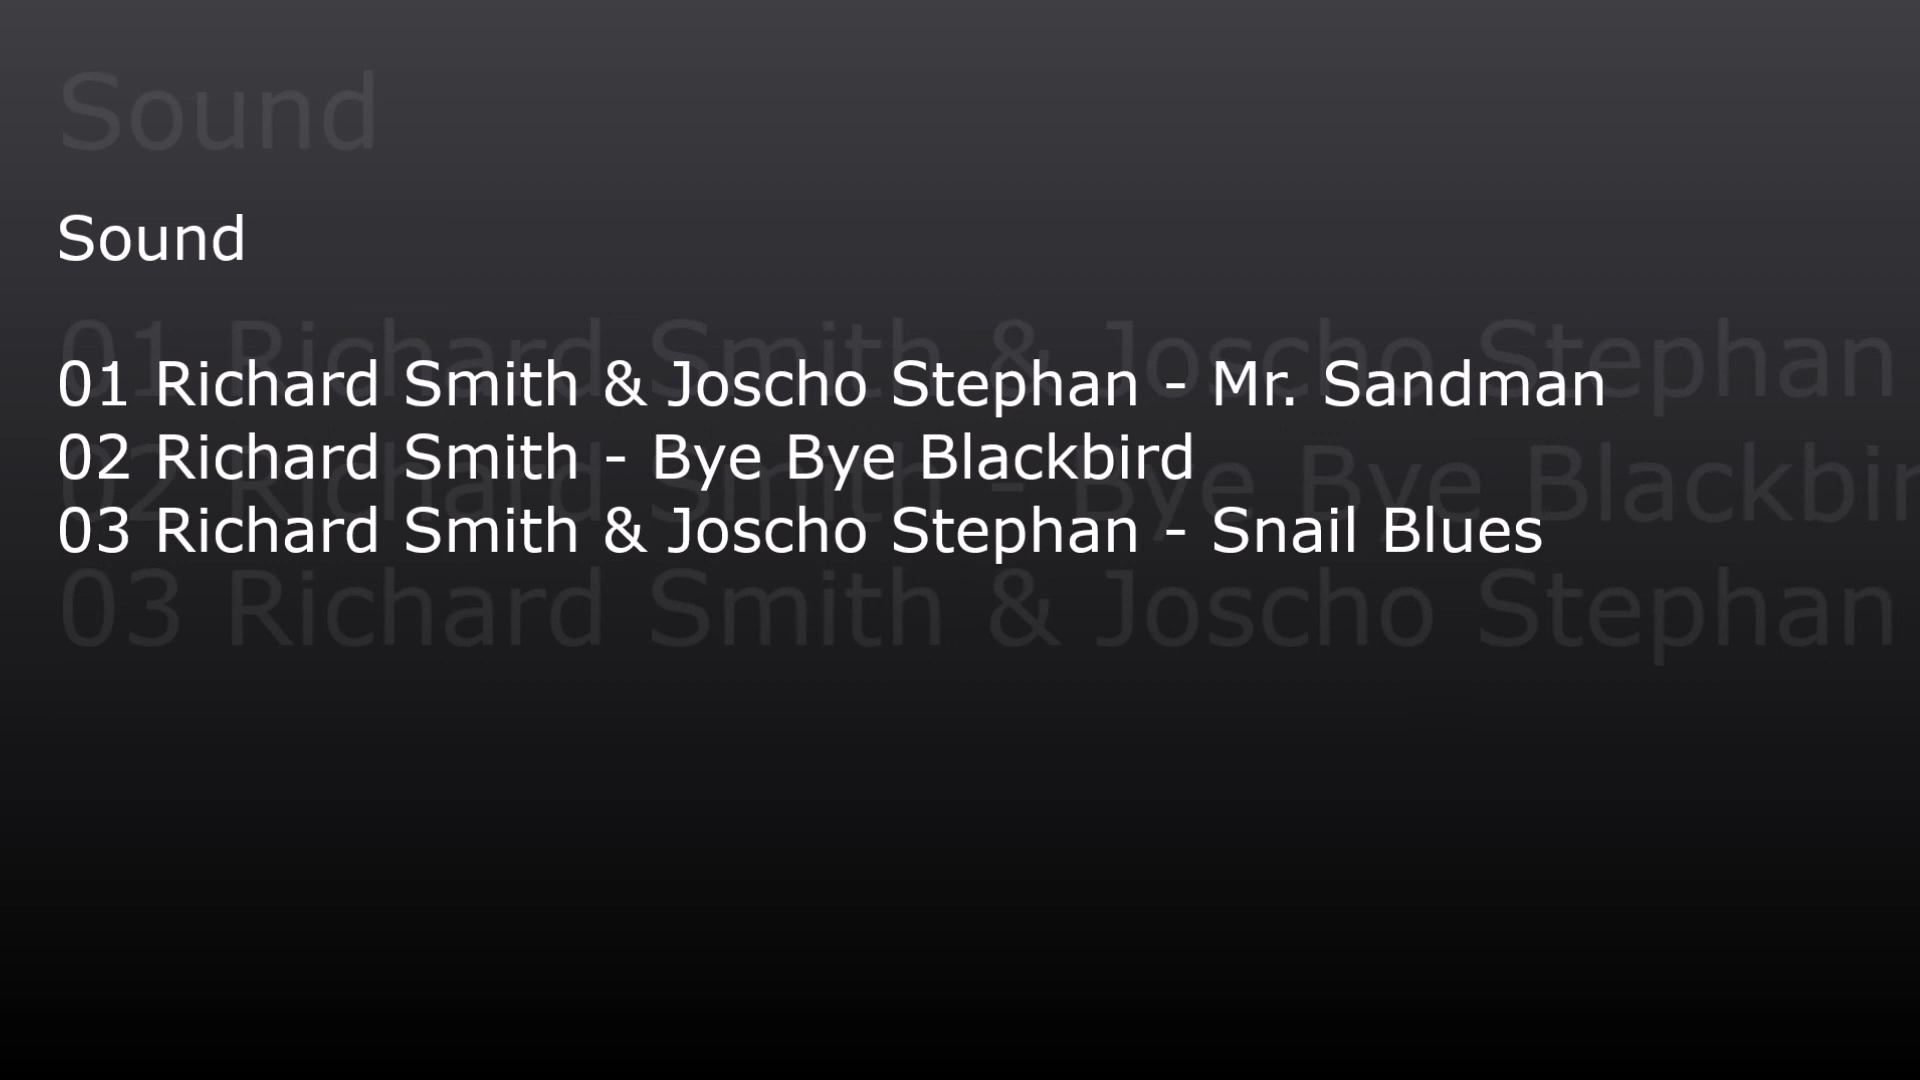 Sound
Sound
01 Richard Smith & Joscho Stephan - Mr. Sandman
02 Richard Smith - Bye Bye Blackbird
03 Richard Smith & Joscho Stephan - Snail Blues
01 Richard Smith & Joscho Stephan
02 Richard Smith - Bye Bye Blackbir
03 Richard Smith & Joscho Stephan